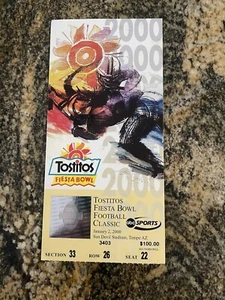 2000
2000
2000
2000
Tostitos
FIESTA BOWL
TOSTITOS
FIESTA BOWL
FOOTBALL
CLASSIC
abc SPORTS
January 2, 2000
Sun Devil Stadium, Tempe AZ
3403 $100.00
SECTION 33 ROW 26 SEAT 22